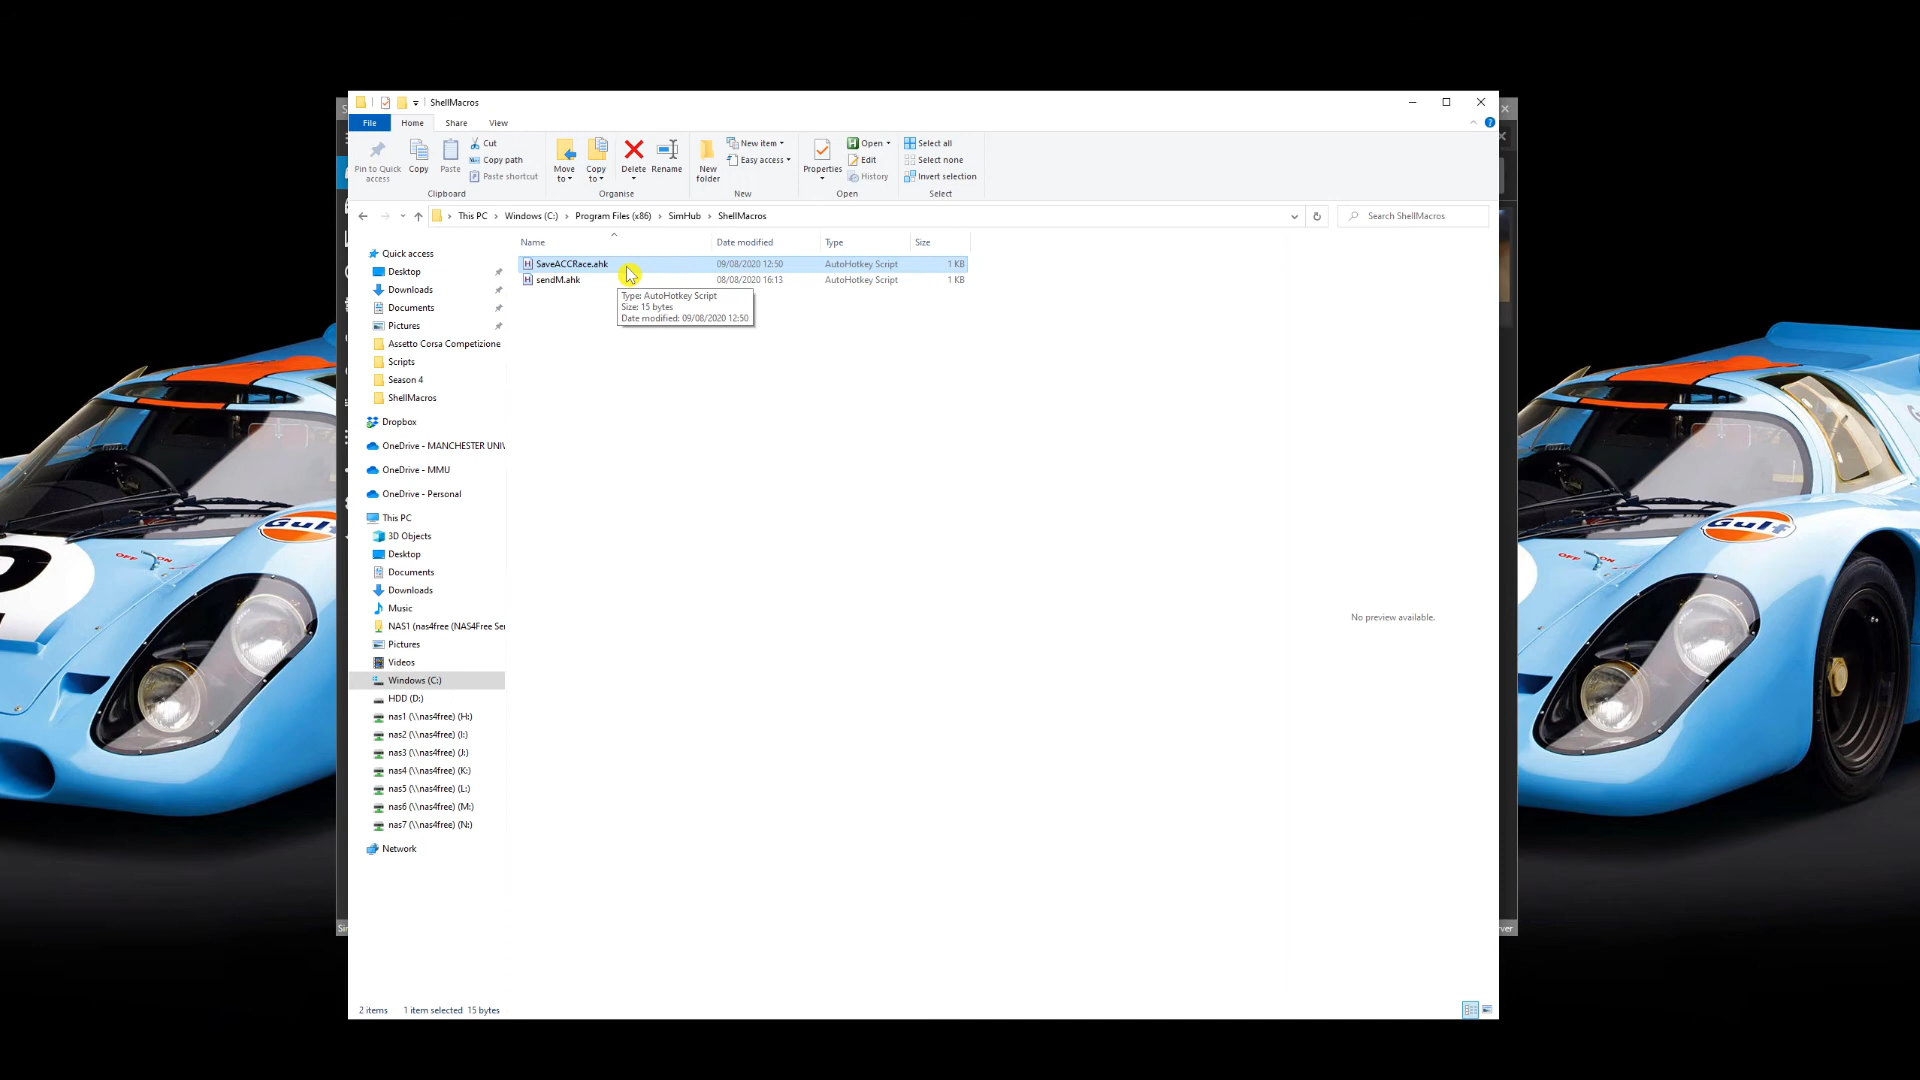 ShellMacros
File Home Share View
Pin to Quick access
Copy
Paste
Cut
Copy path
Paste shortcut
Clipboard
Move to
Copy to
Delete
Rename
Organise
New folder
New item
Easy access
New
Properties
Open
Edit
History
Open
Select all
Select none
Invert selection
Select
This PC > Windows (C:) > Program Files (x86) > SimHub > ShellMacros
Search ShellMacros
Name Date modified Type Size
SaveACCRace.ahk 09/08/2020 12:50 AutoHotkey Script 1 KB
sendM.ahk 08/08/2020 16:13 AutoHotkey Script 1 KB
Type: AutoHotkey Script
Size: 15 bytes
Date modified: 09/08/2020 12:50
Quick access
Desktop
Downloads
Documents
Pictures
Assetto Corsa Competizione
Scripts
Season 4
ShellMacros
Dropbox
OneDrive - MANCHESTER UNIV
OneDrive - MMU
OneDrive - Personal
This PC
3D Objects
Desktop
Documents
Downloads
Music
NAS1 (nas4free (NAS4Free Ser
Pictures
Videos
Windows (C:)
HDD (D:)
nas1 (\\nas4free) (H:)
nas2 (\\nas4free) (I:)
nas3 (\\nas4free) (J:)
nas4 (\\nas4free) (K:)
nas5 (\\nas4free) (L:)
nas6 (\\nas4free) (M:)
nas7 (\\nas4free) (N:)
Network
No preview available.
2 items 1 item selected 15 bytes
Gulf
OFF ON
Gulf
OFF ON